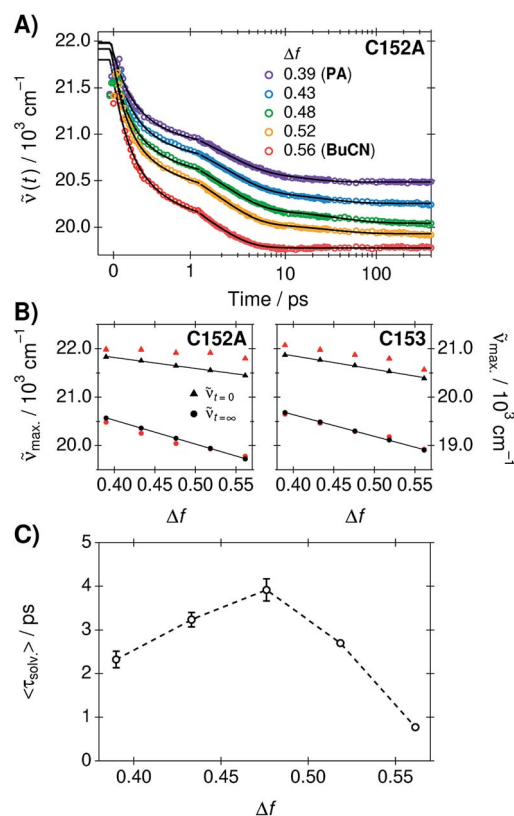 A)
C152A
Δf
0.39 (PA)
0.43
0.48
0.52
0.56 (BuCN)
22.0
21.5
21.0
20.5
20.0
ṽ(t) / 10³ cm⁻¹
0
1
10
100
Time / ps
B)
C152A
C153
22.0
21.0
20.0
ṽmax. / 10³ cm⁻¹
ṽt=0
ṽt=∞
21.0
20.0
19.0
ṽmax. / 10³ cm⁻¹
0.40 0.45 0.50 0.55
0.40 0.45 0.50 0.55
Δf
Δf
C)
5
4
3
2
1
0
<τsolv.> / ps
0.40 0.45 0.50 0.55
Δf